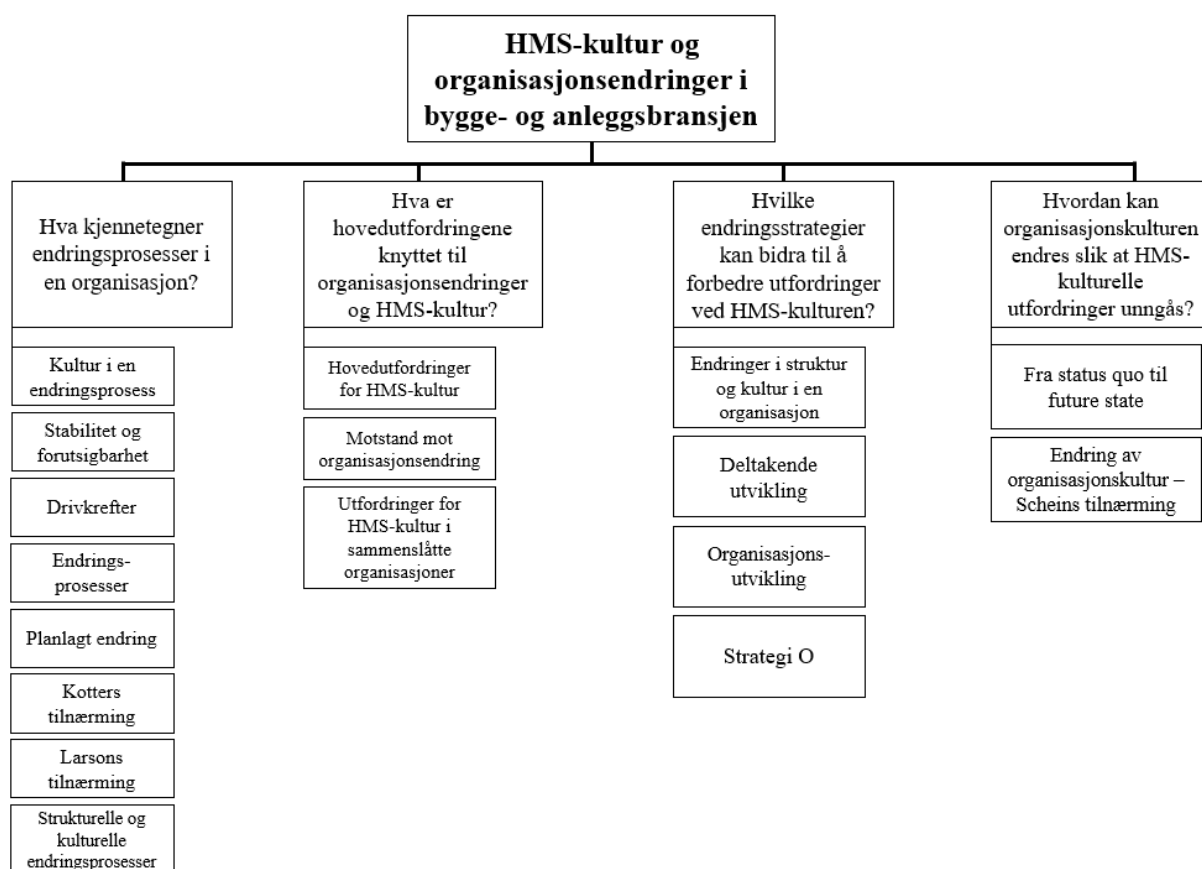 HMS-kultur og
organisasjonsendringer i
bygge- og anleggsbransjen
Hva kjennetegner
endringsprosesser i
en organisasjon?
Kultur i en
endringsprosess
Stabilitet og
forutsigbarhet
Drivkrefter
Endrings-
prosesser
Planlagt endring
Kotters
tilnærming
Larsons
tilnærming
Strukturelle og
kulturelle
endringsprosesser
Hva er
hovedutfordringene
knyttet til
organisasjonsendringer
og HMS-kultur?
Hovedutfordringer
for HMS-kultur
Motstand mot
organisasjonsendring
Utfordringer for
HMS-kultur i
sammenslåtte
organisasjoner
Hvilke
endringsstrategier
kan bidra til å
forbedre utfordringer
ved HMS-kulturen?
Endringer i struktur
og kultur i en
organisasjon
Deltakende
utvikling
Organisasjons-
utvikling
Strategi O
Hvordan kan
organisasjonskulturen
endres slik at HMS-
kulturelle
utfordringer unngås?
Fra status quo til
future state
Endring av
organisasjonskultur –
Scheins tilnærming